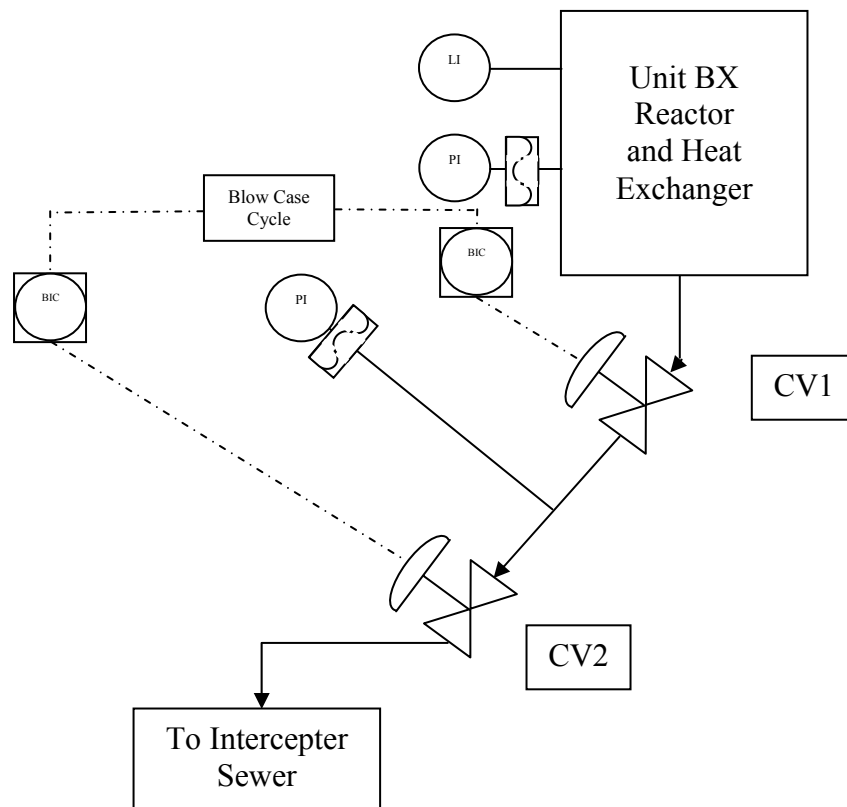 LI
Unit BX
Reactor
and Heat
Exchanger
PI
Blow Case
Cycle
BIC
BIC
PI
CV1
CV2
To Intercepter
Sewer